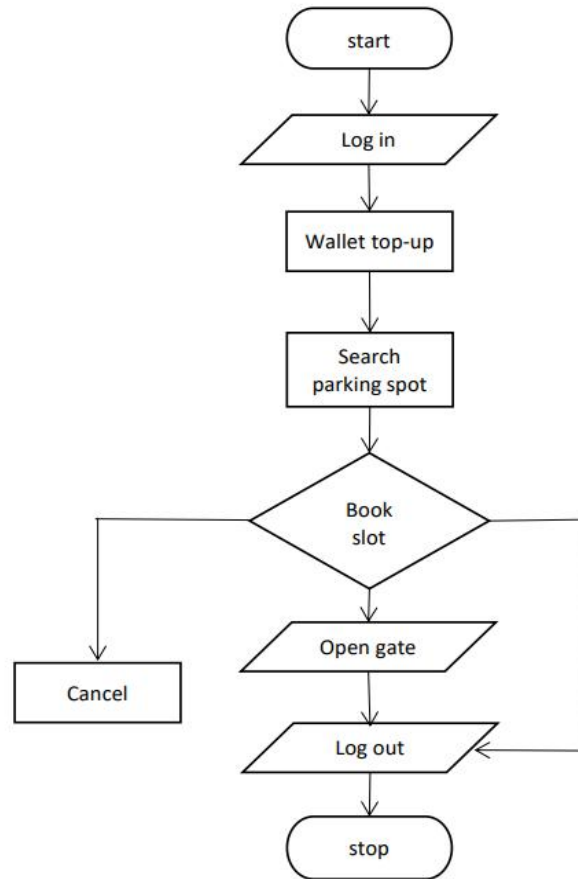 start
Log in
Wallet top-up
Search
parking spot
Book
slot
Open gate
Cancel
Log out
stop